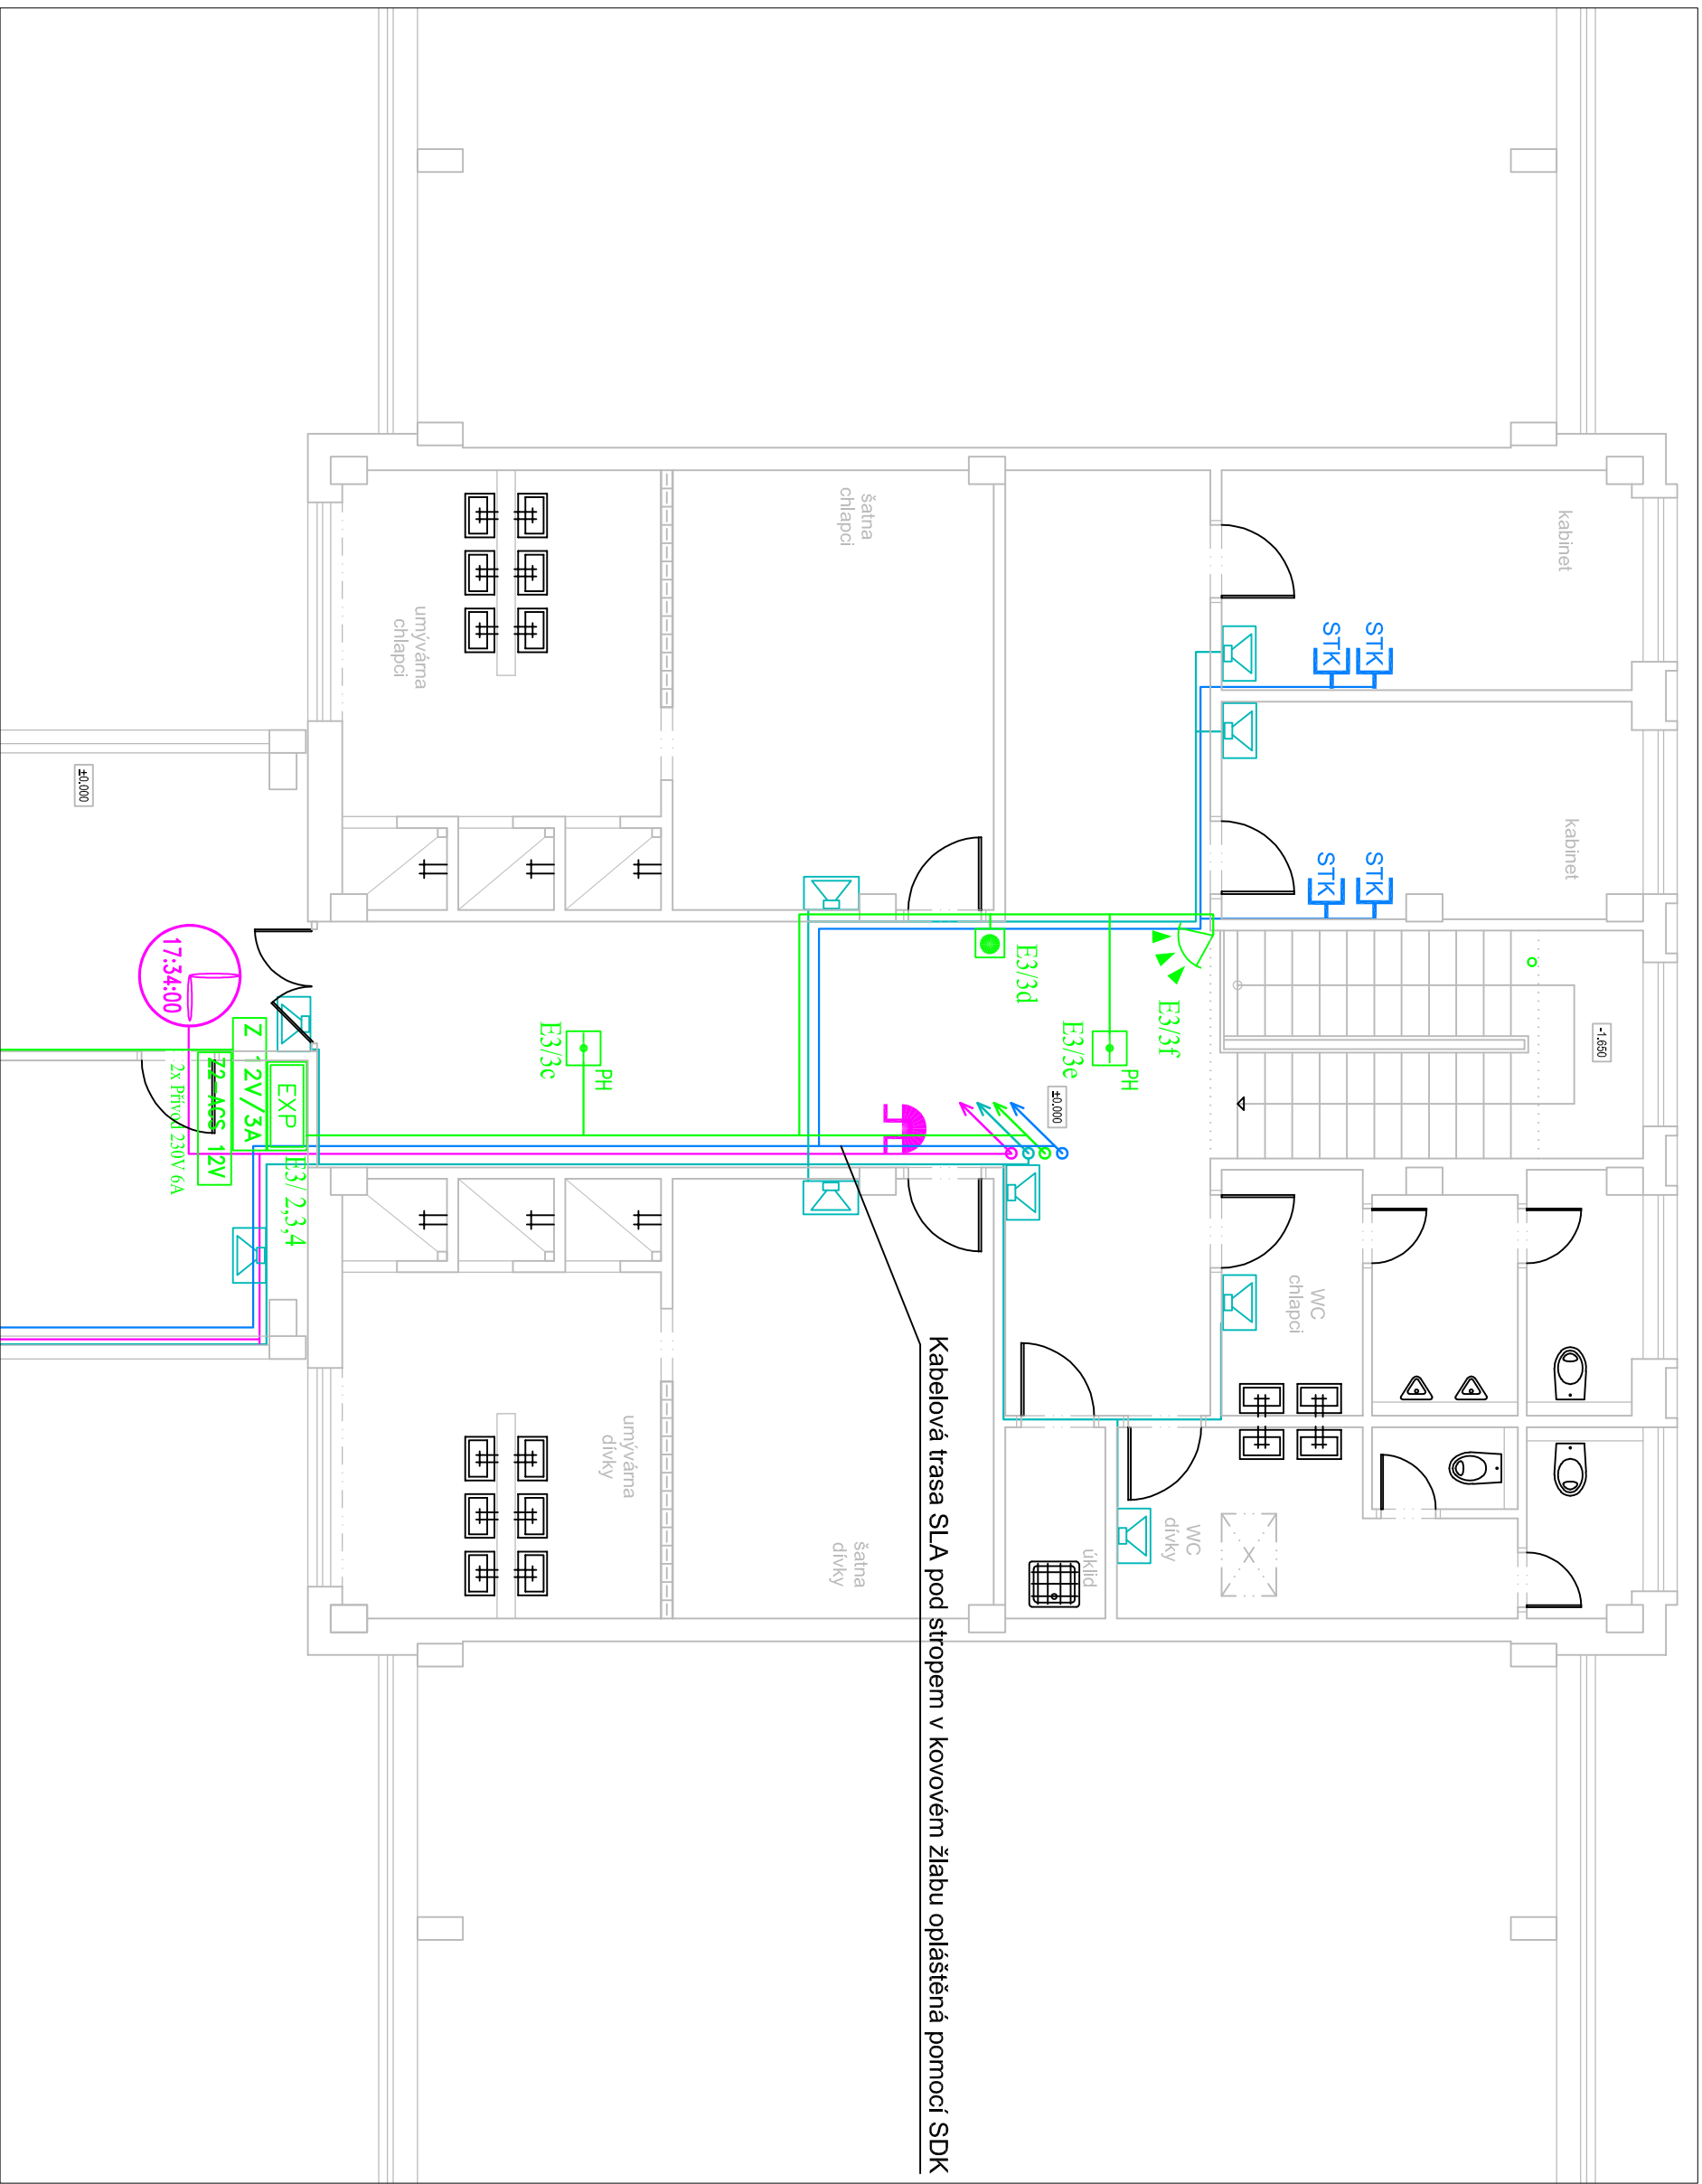 kabinet
kabinet
-1.650
STK
STK
STK
STK
WC
chlapci
E3/3f
WC
dívky
PH
E3/3e
úklid
±0.000
E3/3d
Kabelová trasa SLA pod stropem v kovovém žlabu opláštěná pomocí SDK
šatna
chlapci
šatna
dívky
PH
E3/3c
umývárna
dívky
umývárna
chlapci
EXP
E3/ 2,3,4
12V/3A
Z2-AGS 12V
2x Přívod 230V 6A
17:34:00
±0.000
X